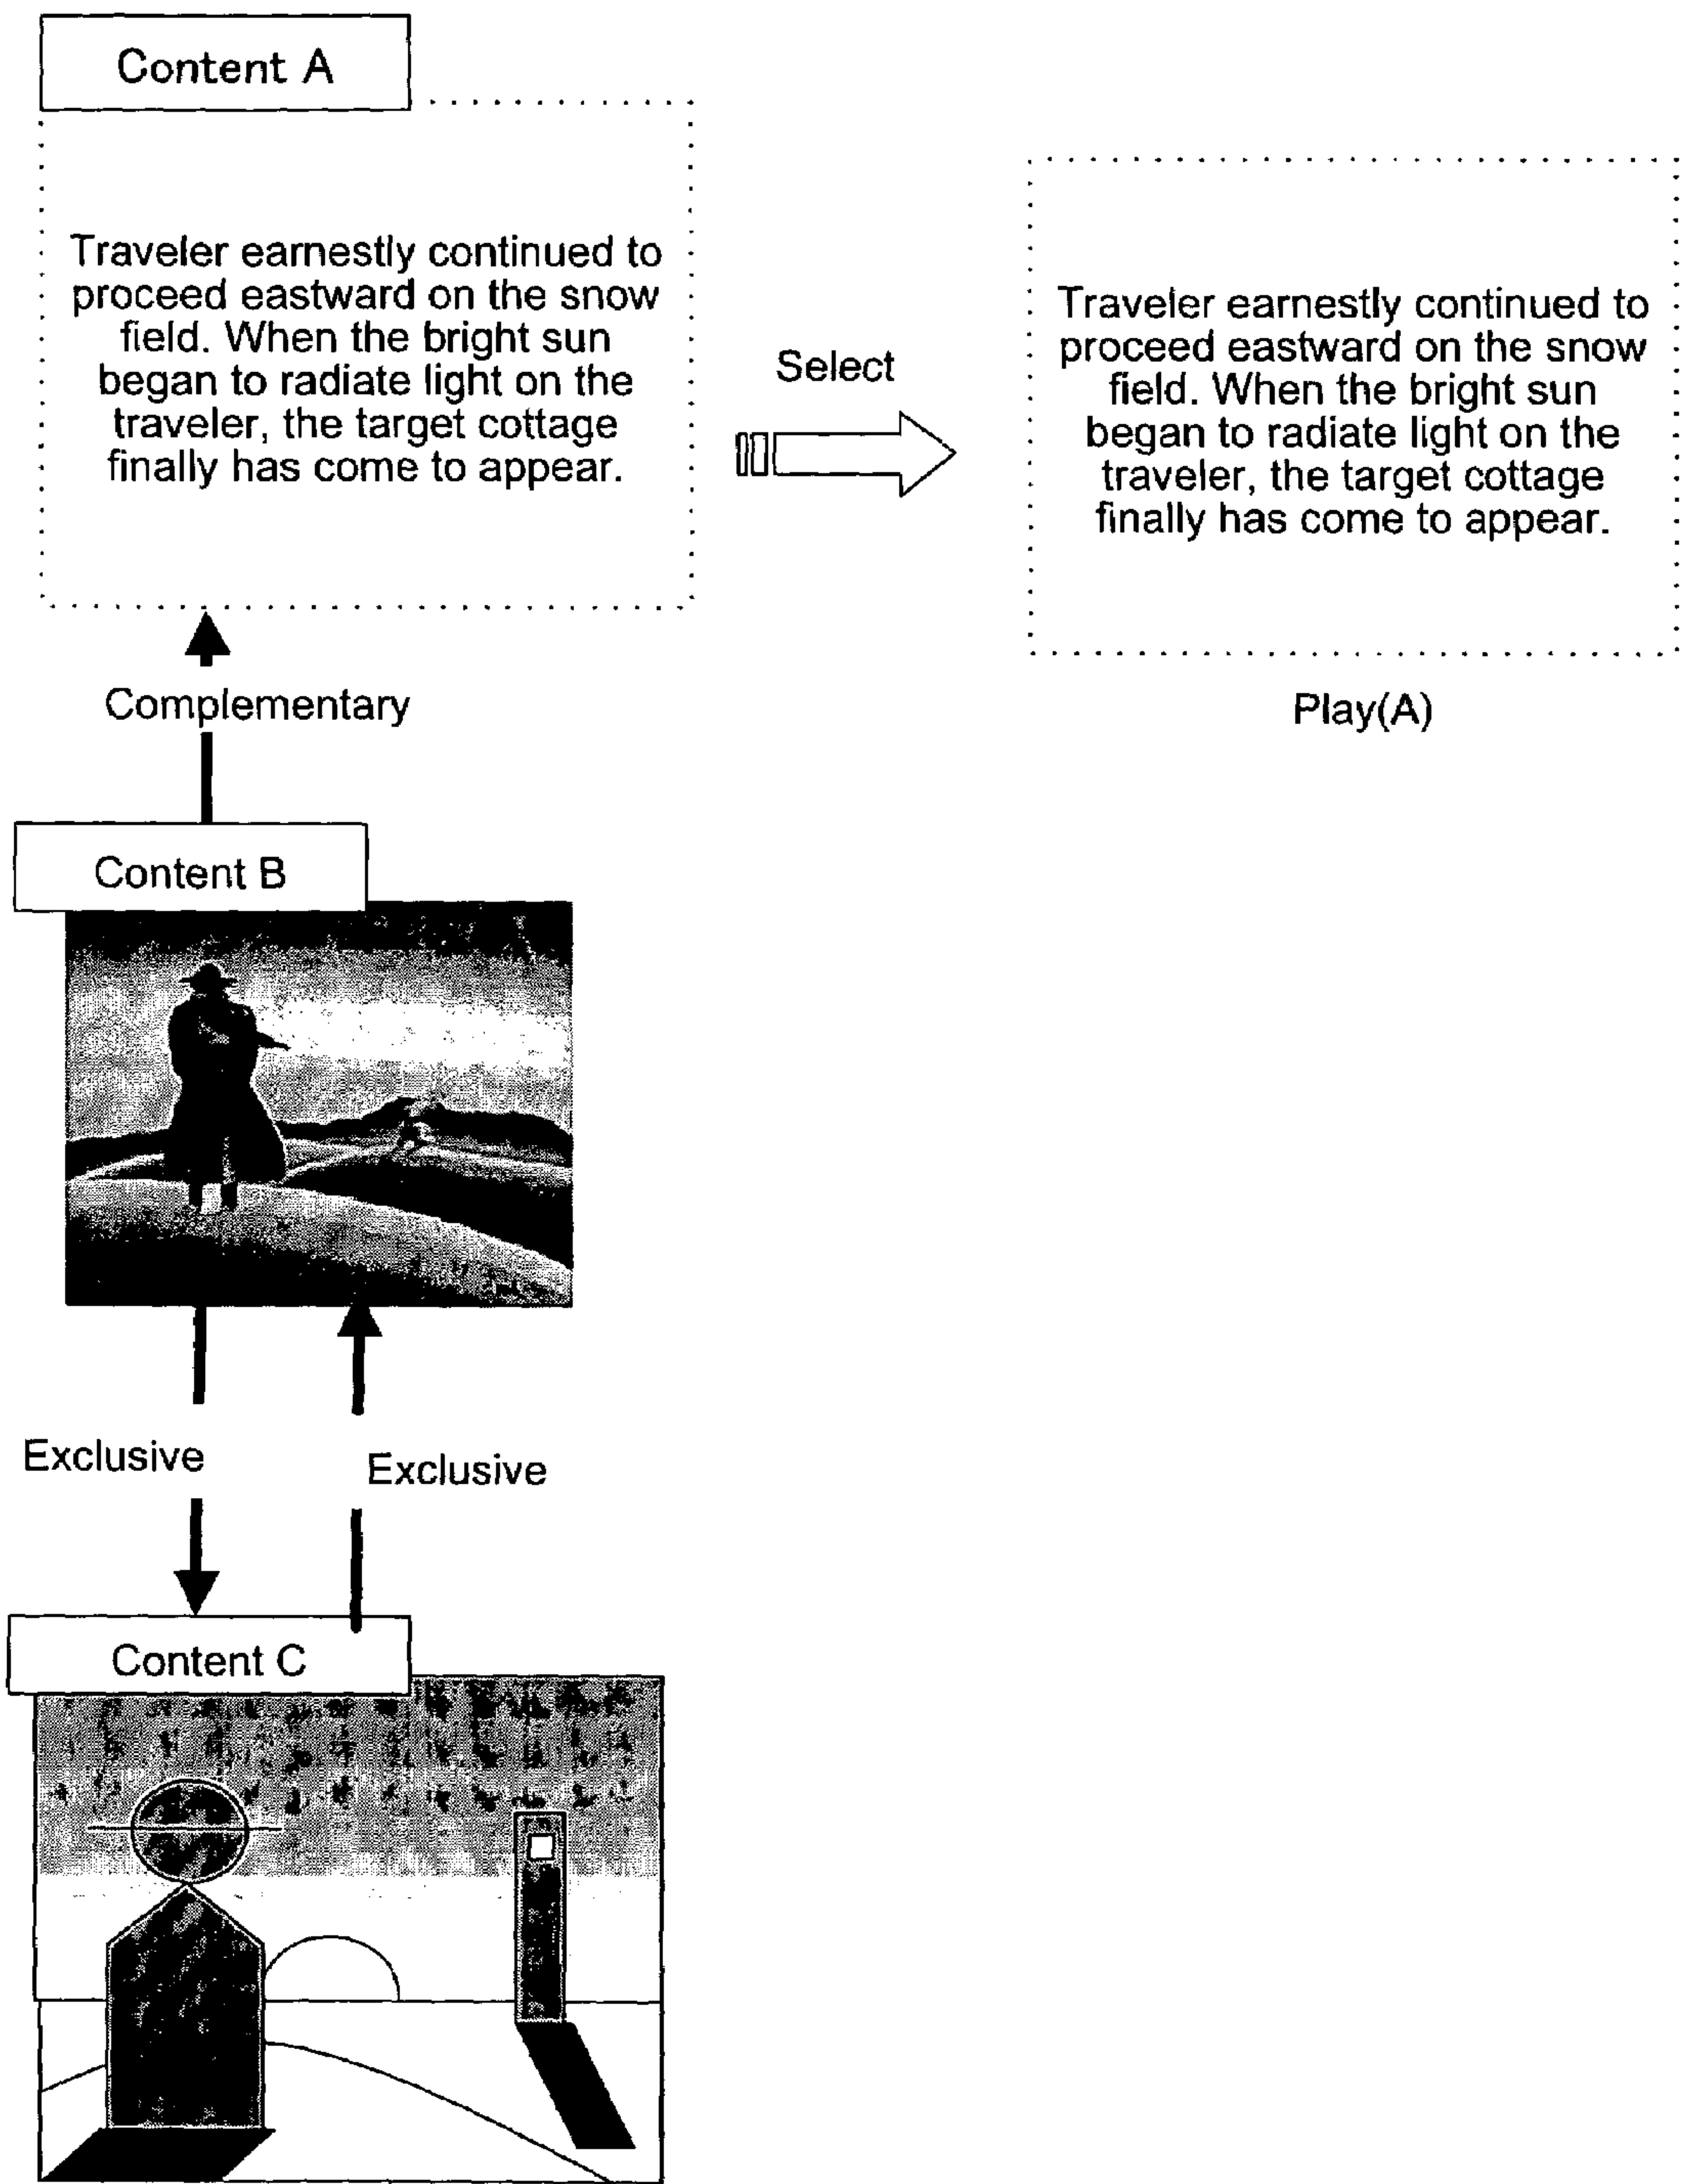 Content A
Traveler earnestly continued to
proceed eastward on the snow
field. When the bright sun
began to radiate light on the
traveler, the target cottage
finally has come to appear.
Select
Traveler earnestly continued to
proceed eastward on the snow
field. When the bright sun
began to radiate light on the
traveler, the target cottage
finally has come to appear.
Play(A)
Complementary
Content B
Exclusive
Exclusive
Content C